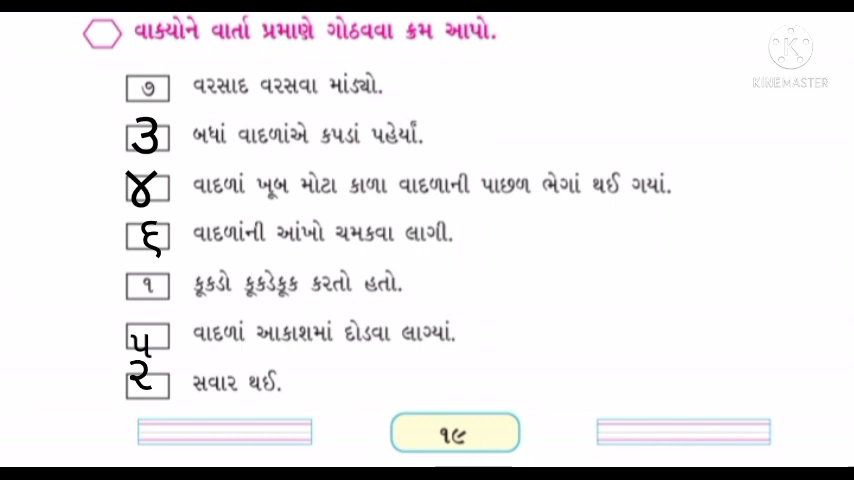 વાક્યોને વાર્તા પ્રમાણે ગોઠવવા ક્રમ આપો.
KINEMASTER
૭ વરસાદ વરસવા માંડ્યો.
૩ બધાં વાદળાંએ કપડાં પહેર્યાં.
૪ વાદળાં ખૂબ મોટા કાળા વાદળાની પાછળ ભેગાં થઈ ગયાં.
૬ વાદળાંની આંખો ચમકવા લાગી.
૧ કૂકડો કૂકડેકૂક કરતો હતો.
૫ વાદળાં આકાશમાં દોડવા લાગ્યાં.
૨ સવાર થઈ.
૧૯